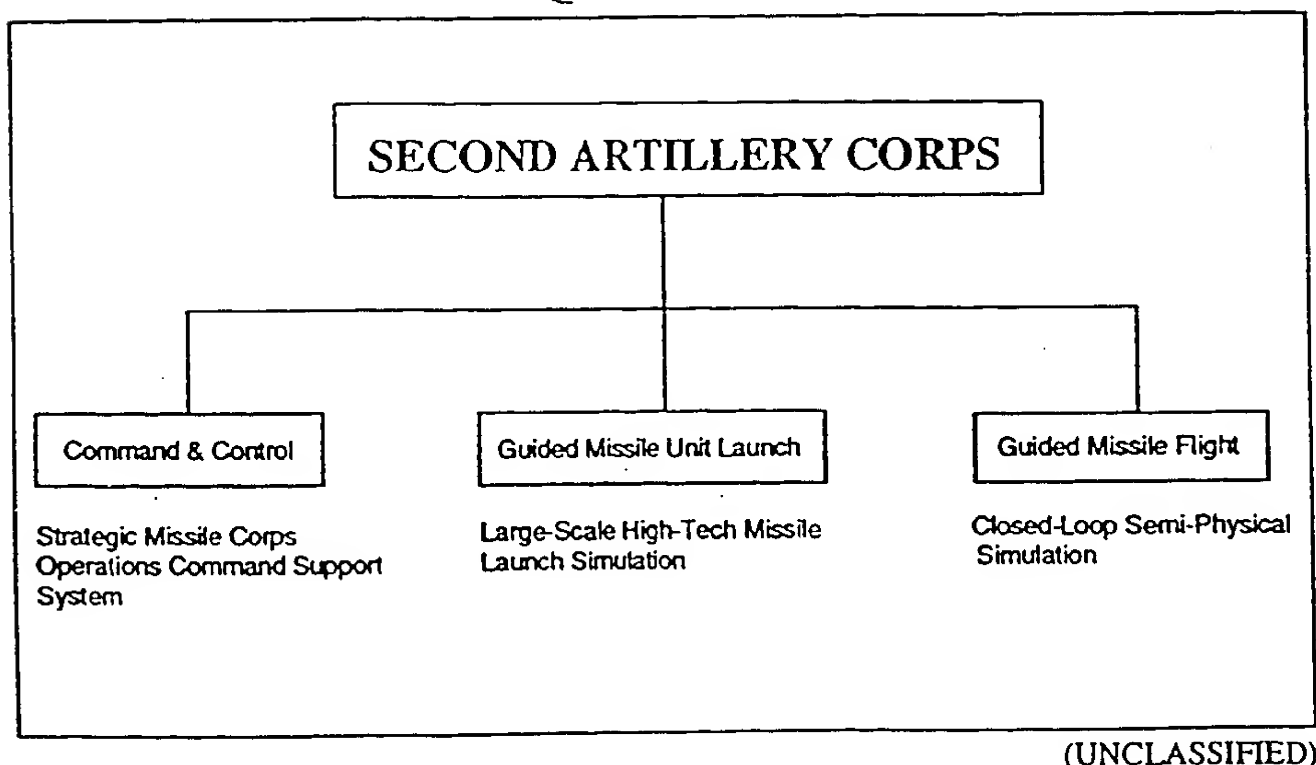 SECOND ARTILLERY CORPS
Command & Control
Guided Missile Unit Launch
Guided Missile Flight
Strategic Missile Corps
Operations Command Support
System
Large-Scale High-Tech Missile
Launch Simulation
Closed-Loop Semi-Physical
Simulation
(UNCLASSIFIED)